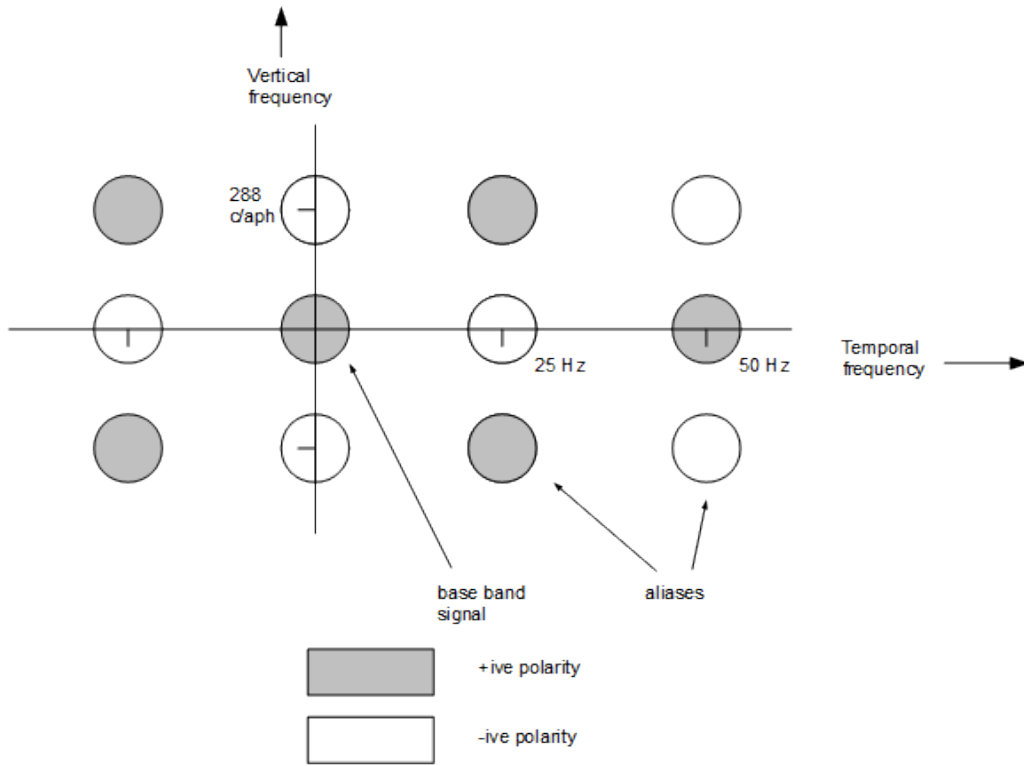 Vertical
frequency
288
c/aph
25 Hz
50 Hz
Temporal
frequency
base band
signal
aliases
+ive polarity
-ive polarity